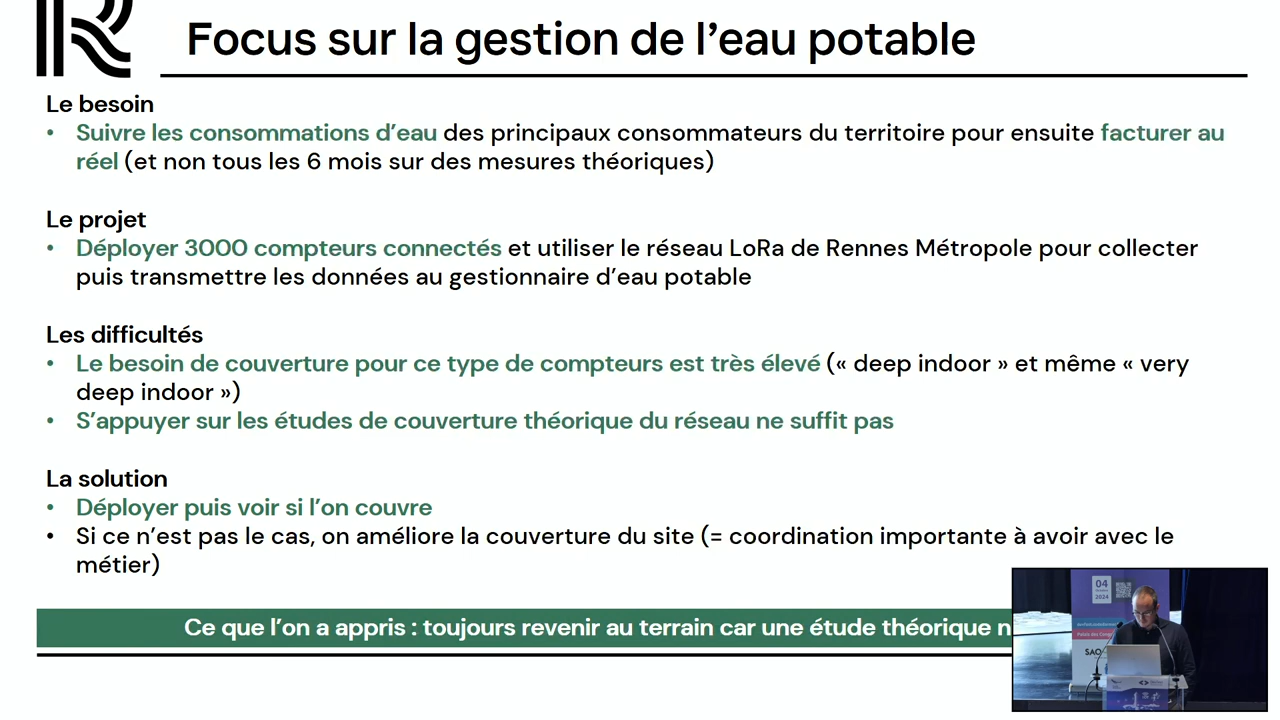 Focus sur la gestion de l’eau potable
Le besoin
• Suivre les consommations d’eau des principaux consommateurs du territoire pour ensuite facturer au
réel (et non tous les 6 mois sur des mesures théoriques)
Le projet
• Déployer 3000 compteurs connectés et utiliser le réseau LoRa de Rennes Métropole pour collecter
puis transmettre les données au gestionnaire d’eau potable
Les difficultés
• Le besoin de couverture pour ce type de compteurs est très élevé (« deep indoor » et même « very
deep indoor »)
• S’appuyer sur les études de couverture théorique du réseau ne suffit pas
La solution
• Déployer puis voir si l’on couvre
• Si ce n’est pas le cas, on améliore la couverture du site (= coordination importante à avoir avec le
métier)
Ce que l’on a appris : toujours revenir au terrain car une étude théorique n
04
2024